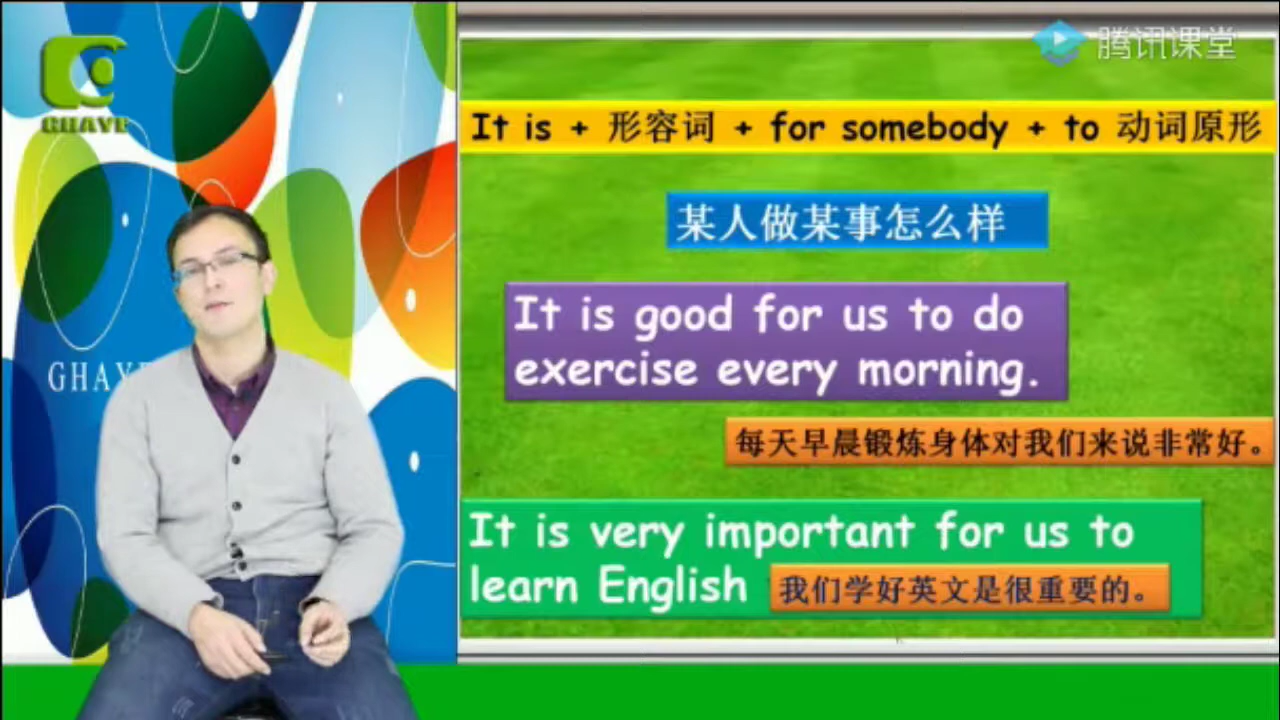 GHAYP
腾讯课堂
It is + 形容词 + for somebody + to 动词原形
某人做某事怎么样
It is good for us to do
exercise every morning.
每天早晨锻炼身体对我们来说非常好。
It is very important for us to
learn English
我们学好英文是很重要的。
GHAYP